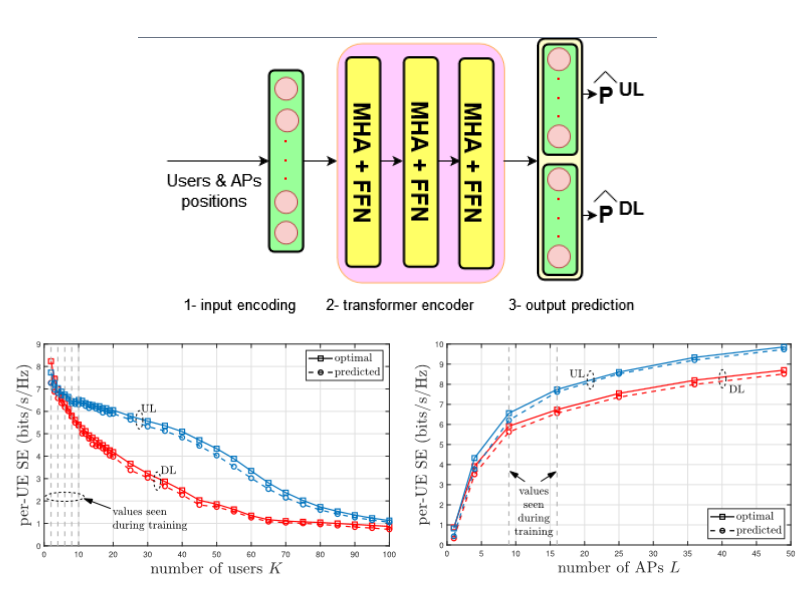 Users & APs
positions
MHA + FFN
MHA + FFN
MHA + FFN
P̂ UL
P̂ DL
1- input encoding
2- transformer encoder
3- output prediction
per-UE SE (bits/s/Hz)
9
8
7
6
5
4
3
2
1
0
optimal
predicted
UL
DL
values seen
during training
0 10 20 30 40 50 60 70 80 90 100
number of users K
per-UE SE (bits/s/Hz)
10
9
8
7
6
5
4
3
2
1
0
UL
DL
values
seen
during
training
optimal
predicted
0 5 10 15 20 25 30 35 40 45 50
number of APs L